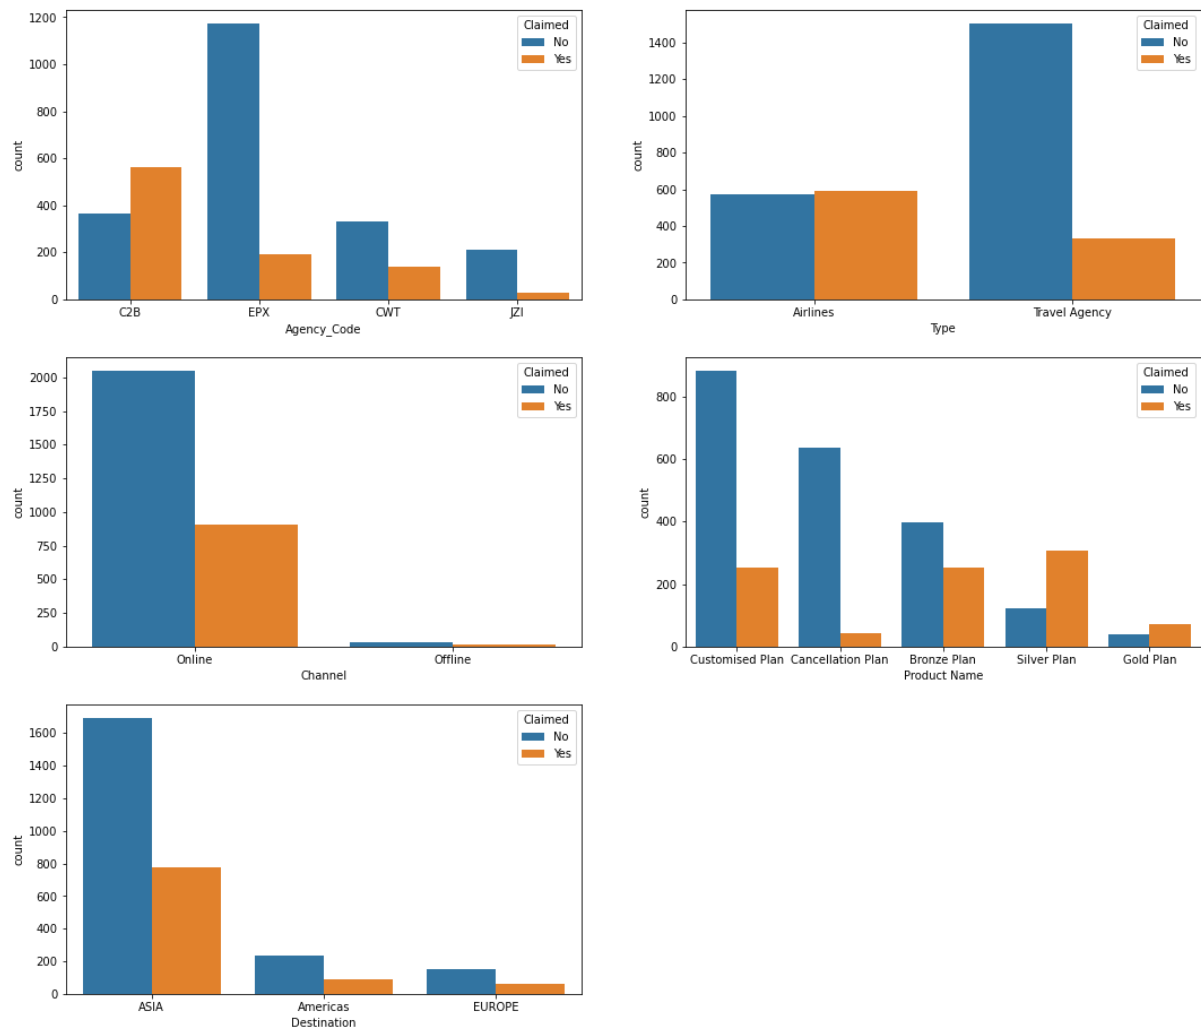 1200
1000
800
600
400
200
0
count
Claimed
No
Yes
C2B EPX CWT JZI
Agency_Code
1400
1200
1000
800
600
400
200
0
count
Claimed
No
Yes
Airlines Travel Agency
Type
2000
1750
1500
1250
1000
750
500
250
0
count
Claimed
No
Yes
Online Offline
Channel
800
600
400
200
0
count
Claimed
No
Yes
Customised Plan Cancellation Plan Bronze Plan Silver Plan Gold Plan
Product Name
1600
1400
1200
1000
800
600
400
200
0
count
Claimed
No
Yes
ASIA Americas EUROPE
Destination